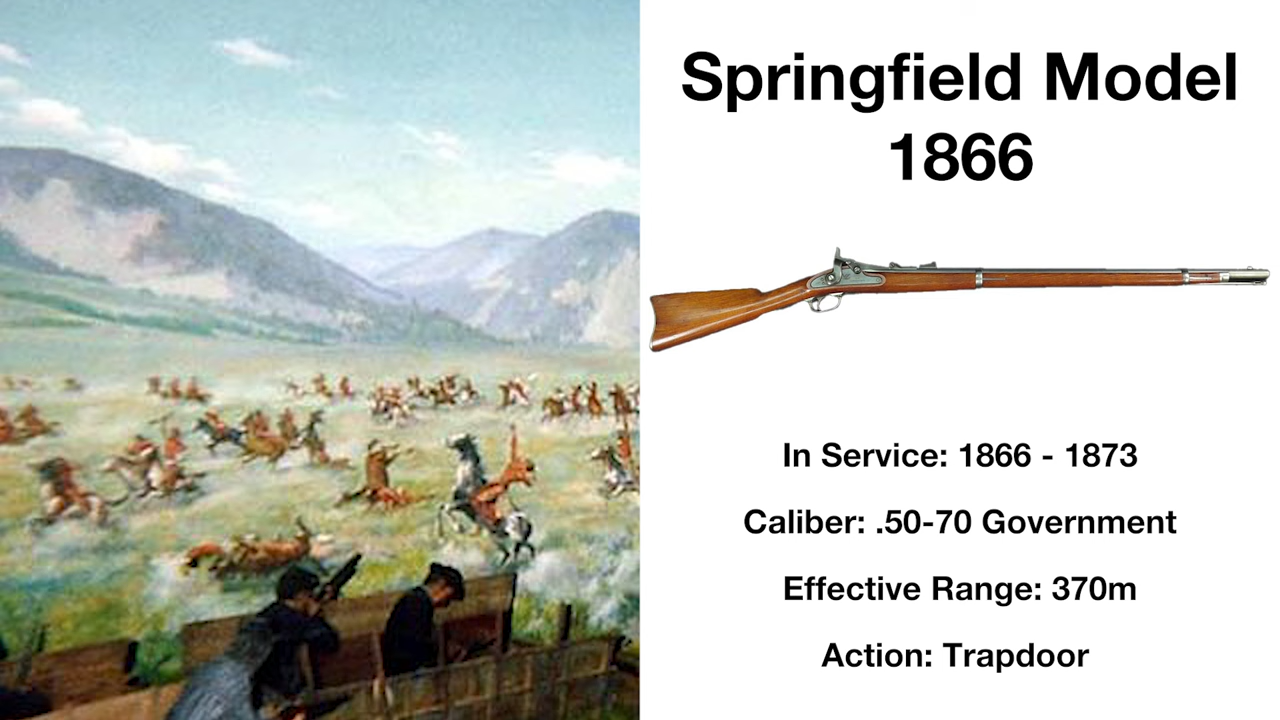 Springfield Model
1866
In Service: 1866 - 1873
Caliber: .50-70 Government
Effective Range: 370m
Action: Trapdoor